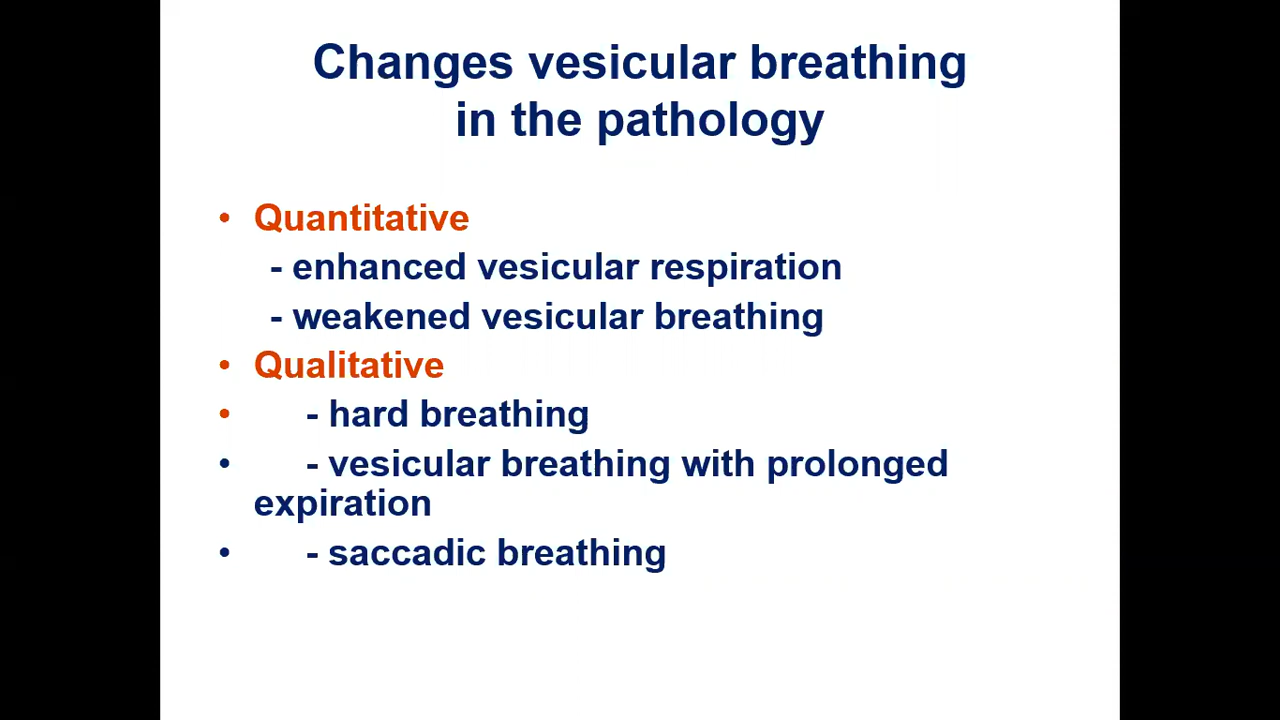 Changes vesicular breathing
in the pathology
• Quantitative
- enhanced vesicular respiration
- weakened vesicular breathing
• Qualitative
• - hard breathing
• - vesicular breathing with prolonged
expiration
• - saccadic breathing